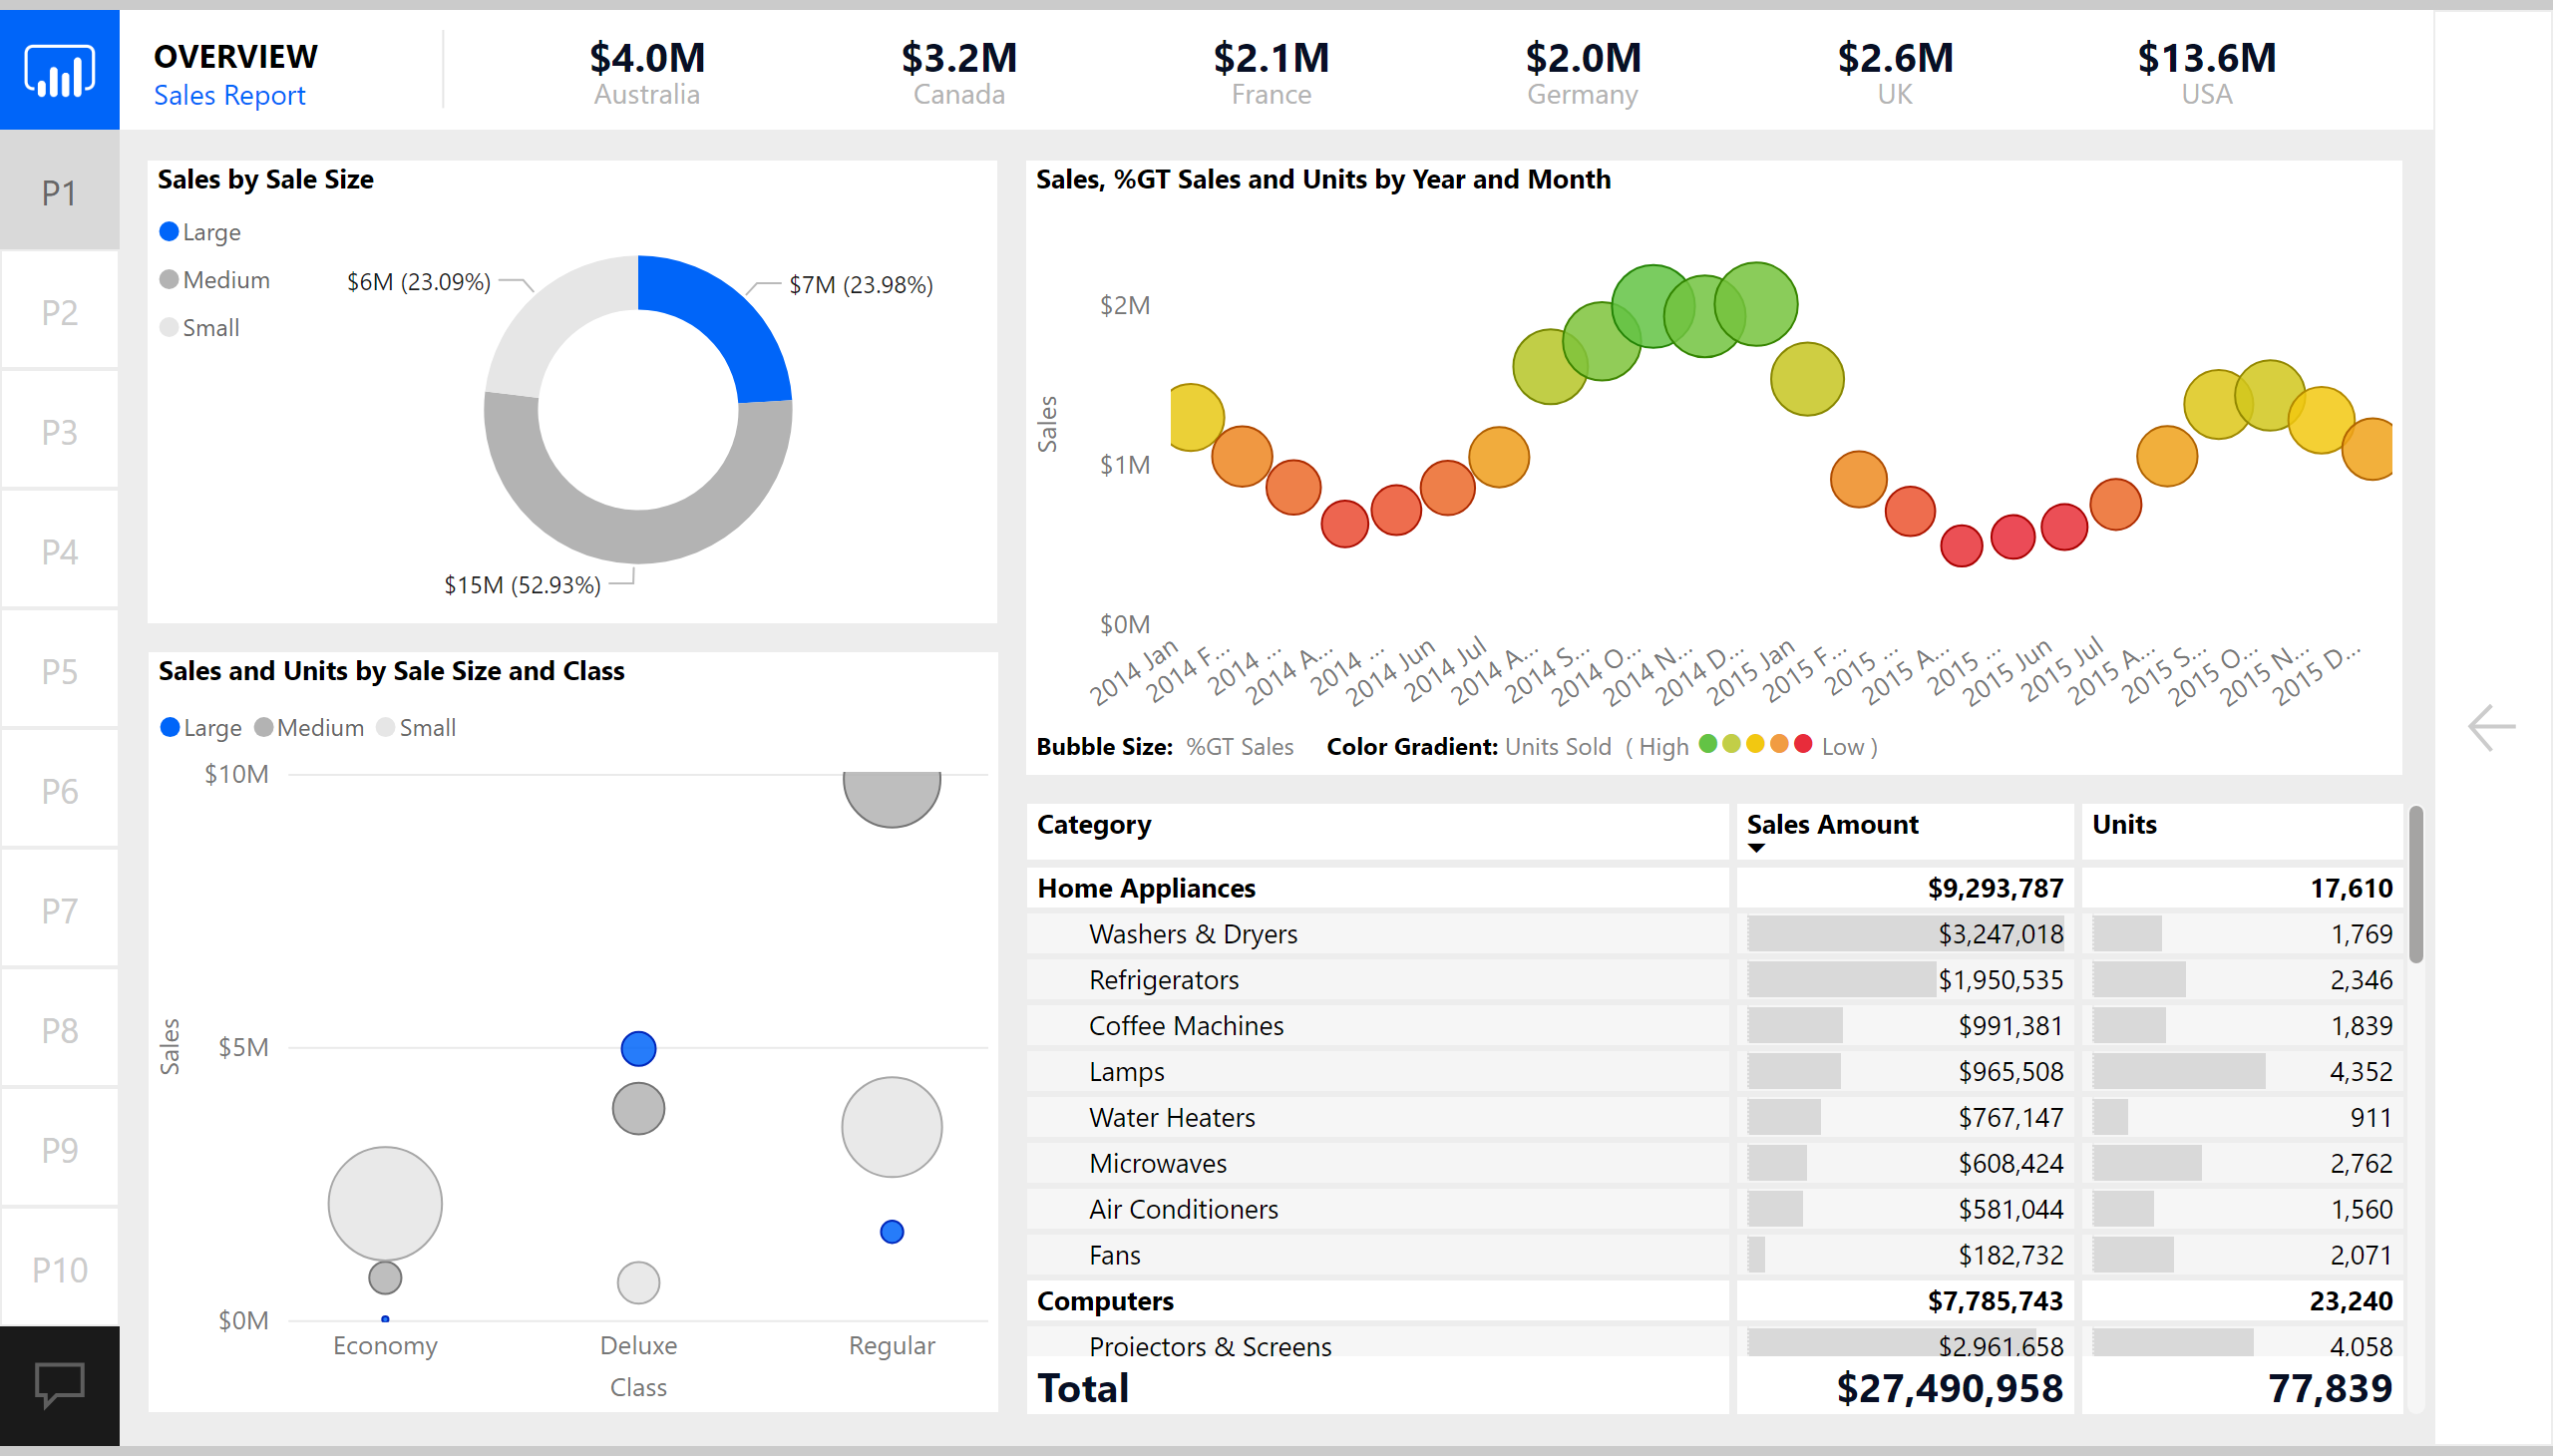 OVERVIEW
Sales Report
$4.0M
Australia
$3.2M
Canada
$2.1M
France
$2.0M
Germany
$2.6M
UK
$13.6M
USA
P1
P2
P3
P4
P5
P6
P7
P8
P9
P10
Sales by Sale Size
Large
Medium
Small
$6M (23.09%)
$7M (23.98%)
$15M (52.93%)
Sales, %GT Sales and Units by Year and Month
Sales
$2M
$1M
$0M
2014 Jan
2014 F...
2014 ...
2014 A...
2014 ...
2014 Jun
2014 Jul
2014 A...
2014 S...
2014 O...
2014 N...
2014 D...
2015 Jan
2015 F...
2015 ...
2015 A...
2015 ...
2015 Jun
2015 Jul
2015 A...
2015 S...
2015 O...
2015 N...
2015 D...
Bubble Size: %GT Sales Color Gradient: Units Sold ( High Low )
Sales and Units by Sale Size and Class
Large Medium Small
Sales
$10M
$5M
$0M
Economy Deluxe Regular
Class
Category Sales Amount Units
Home Appliances $9,293,787 17,610
Washers & Dryers $3,247,018 1,769
Refrigerators $1,950,535 2,346
Coffee Machines $991,381 1,839
Lamps $965,508 4,352
Water Heaters $767,147 911
Microwaves $608,424 2,762
Air Conditioners $581,044 1,560
Fans $182,732 2,071
Computers $7,785,743 23,240
Projectors & Screens $2,961,658 4,058
Total $27,490,958 77,839